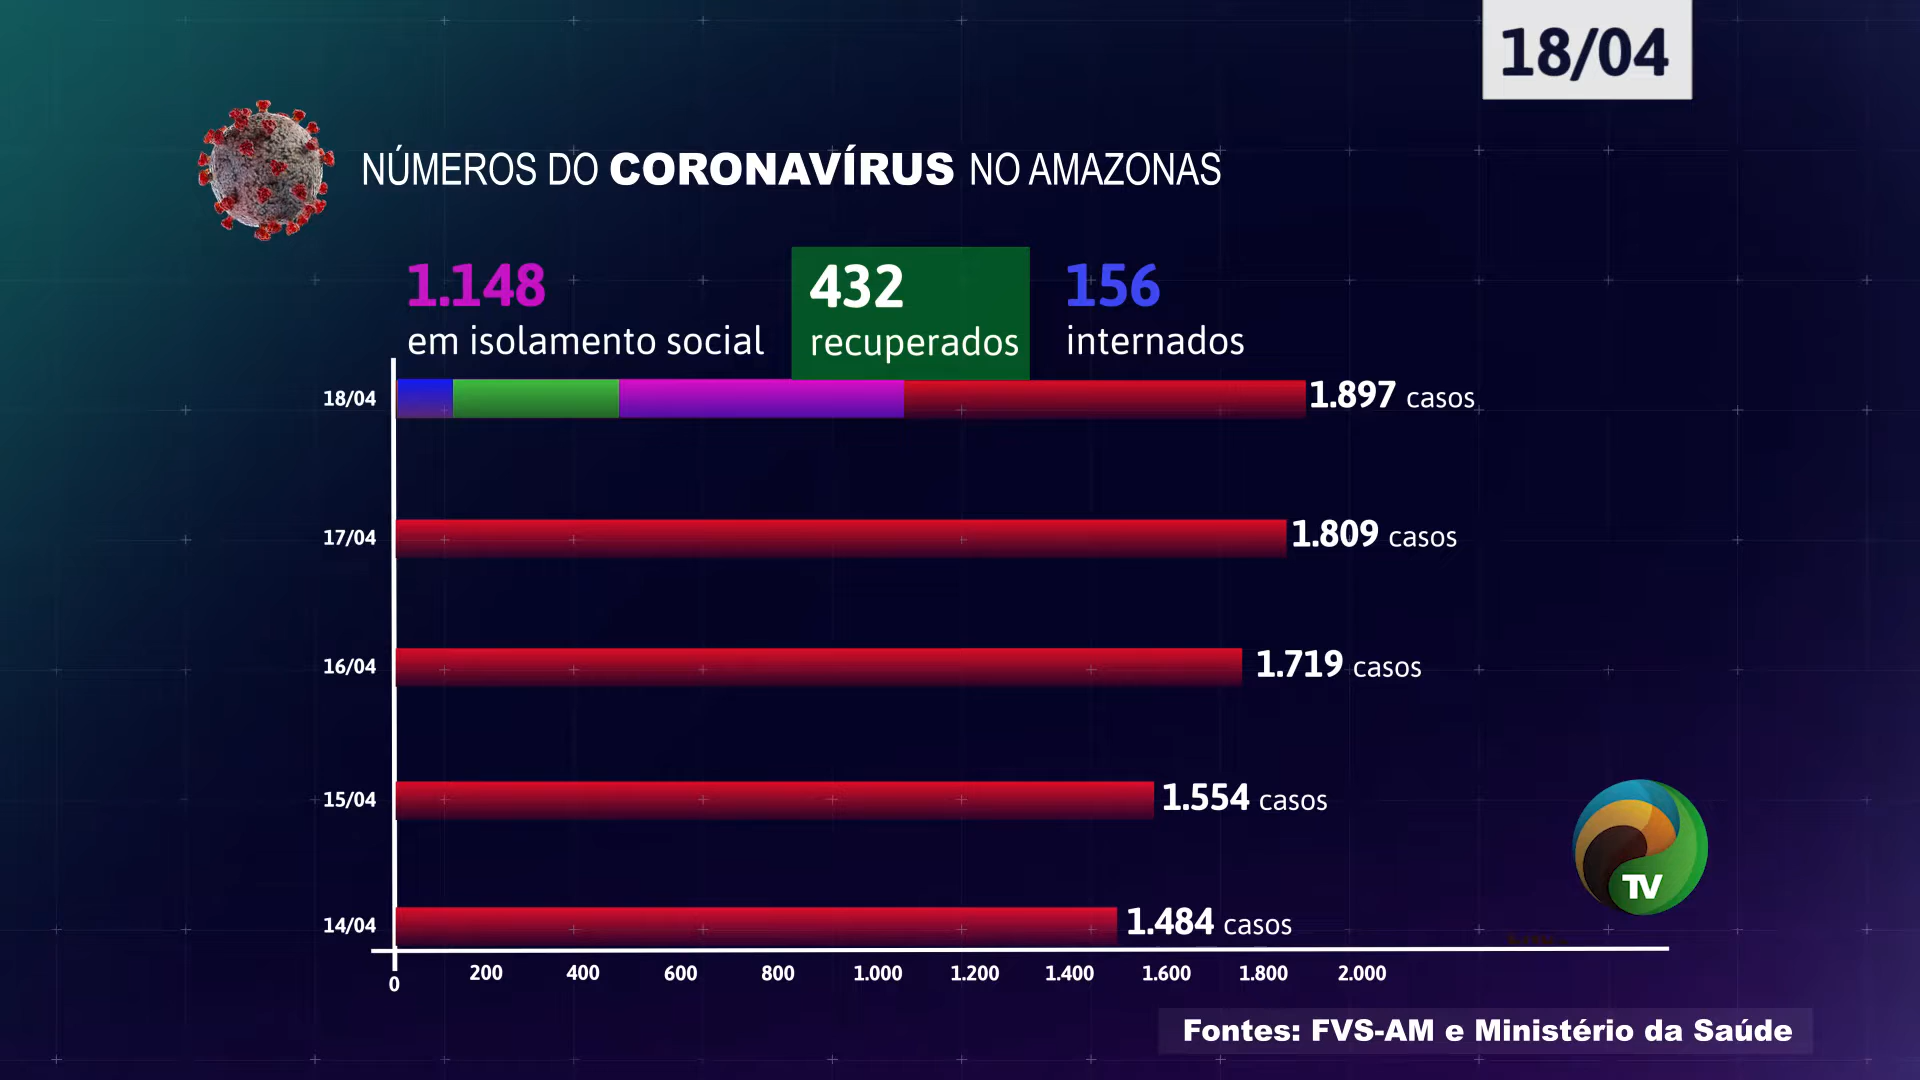 18/04
NÚMEROS DO CORONAVÍRUS NO AMAZONAS
1.148
em isolamento social
432
recuperados
156
internados
18/04
1.897 casos
17/04
1.809 casos
16/04
1.719 casos
15/04
1.554 casos
14/04
1.484 casos
0 200 400 600 800 1.000 1.200 1.400 1.600 1.800 2.000
TV
Fontes: FVS-AM e Ministério da Saúde